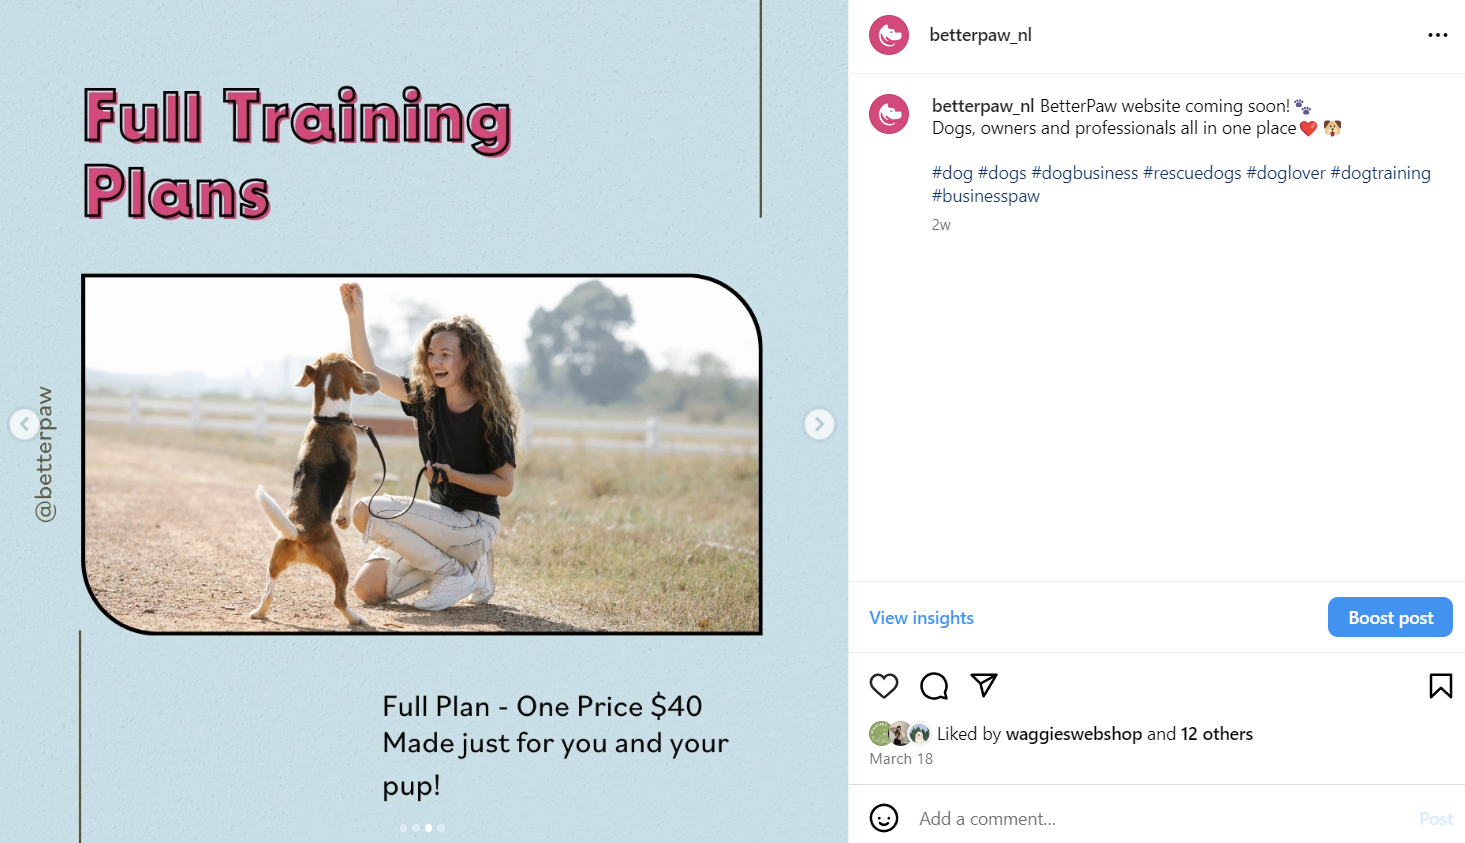 Full Training
Plans
@betterpaw
Full Plan - One Price $40
Made just for you and your
pup!
betterpaw_nl
betterpaw_nl BetterPaw website coming soon!🐾
Dogs, owners and professionals all in one place❤️🐶
#dog #dogs #dogbusiness #rescuedogs #doglover #dogtraining
#businesspaw
2w
View insights
Boost post
Liked by waggieswebshop and 12 others
March 18
Add a comment...
Post